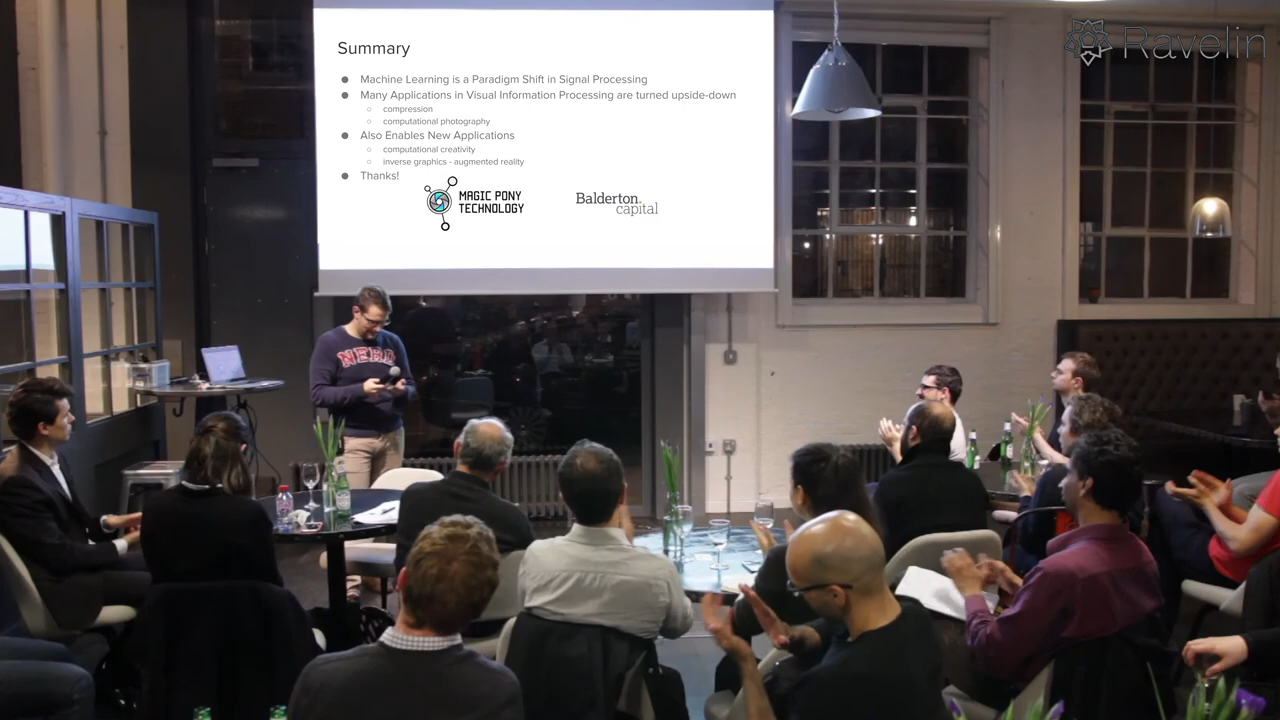 Ravelin
Summary
● Machine Learning is a Paradigm Shift in Signal Processing
● Many Applications in Visual Information Processing are turned upside-down
○ compression
○ computational photography
● Also Enables New Applications
○ computational creativity
○ inverse graphics - augmented reality
● Thanks!
MAGIC PONY
TECHNOLOGY
Balderton.
capital
NERD